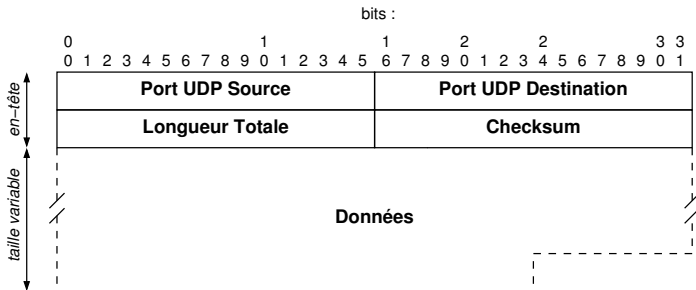 bits :
0 1 1 2 2 3 3
0 1 2 3 4 5 6 7 8 9 0 1 2 3 4 5 6 7 8 9 0 1 2 3 4 5 6 7 8 9 0 1
en-tête
Port UDP Source Port UDP Destination
Longueur Totale Checksum
taille variable
Données